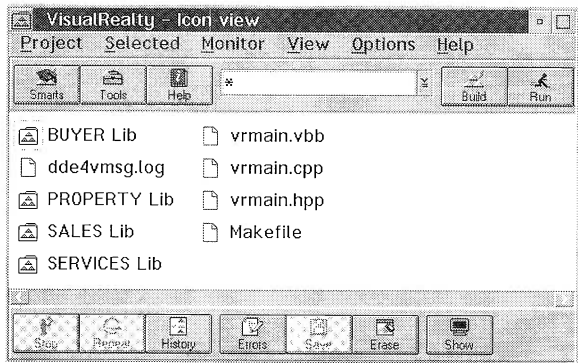 VisualRealty - Icon view
Project Selected Monitor View Options Help
Smarts Tools Help * Build Run
BUYER Lib vrmain.vbb
dde4vmsg.log vrmain.cpp
PROPERTY Lib vrmain.hpp
SALES Lib Makefile
SERVICES Lib
Stop Repeat History Errors Save Erase Show